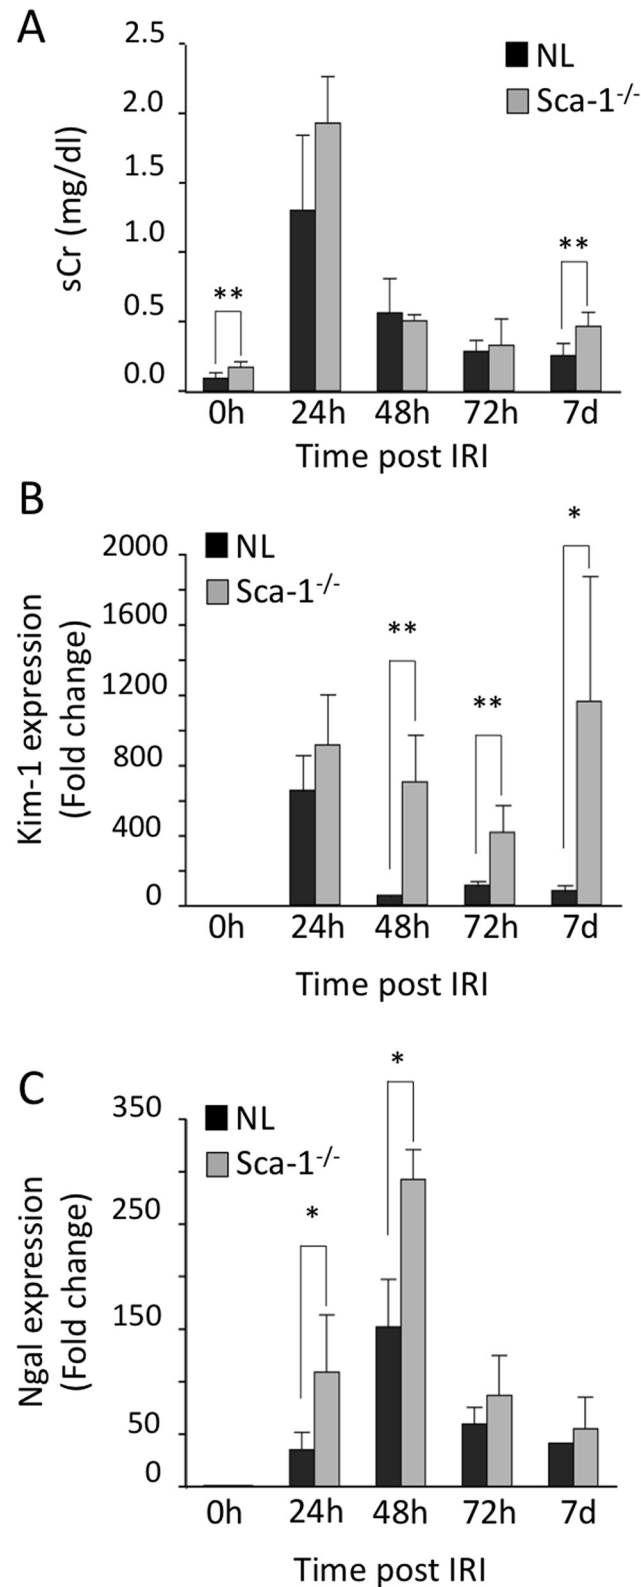 A
sCr (mg/dl)
2.5
2.0
1.5
1.0
0.5
0.0
NL
Sca-1-/-
**
**
0h 24h 48h 72h 7d
Time post IRI
B
Kim-1 expression
(Fold change)
2000
1600
1200
800
400
0
NL
Sca-1-/-
**
**
*
0h 24h 48h 72h 7d
Time post IRI
C
Ngal expression
(Fold change)
350
250
150
50
0
NL
Sca-1-/-
*
*
0h 24h 48h 72h 7d
Time post IRI